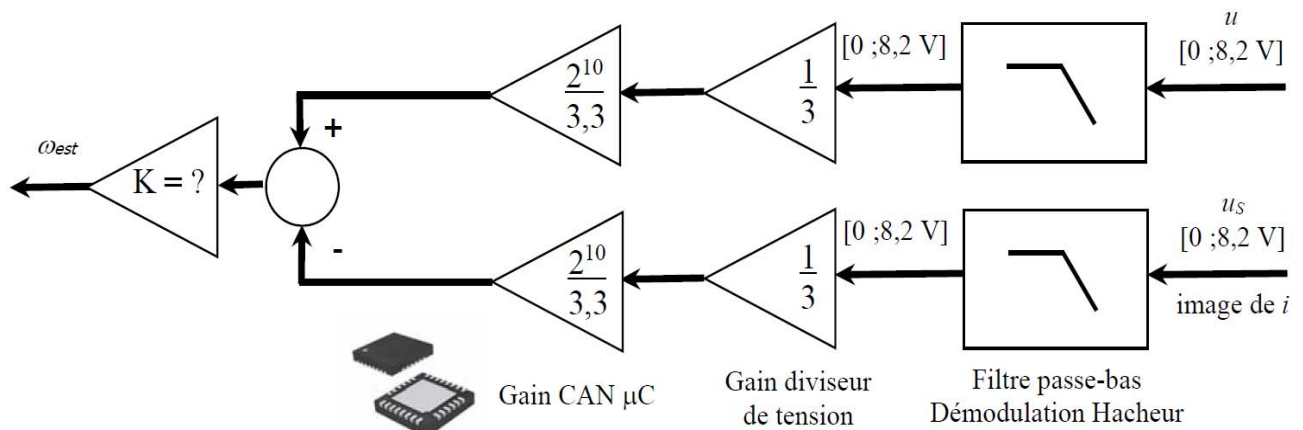 u
[0 ;8,2 V]
[0 ;8,2 V]
2^10
3,3
1
3
+
ω_est
K = ?
-
[0 ;8,2 V]
u_S
[0 ;8,2 V]
2^10
3,3
1
3
image de i
Gain CAN μC
Gain diviseur
de tension
Filtre passe-bas
Démodulation Hacheur